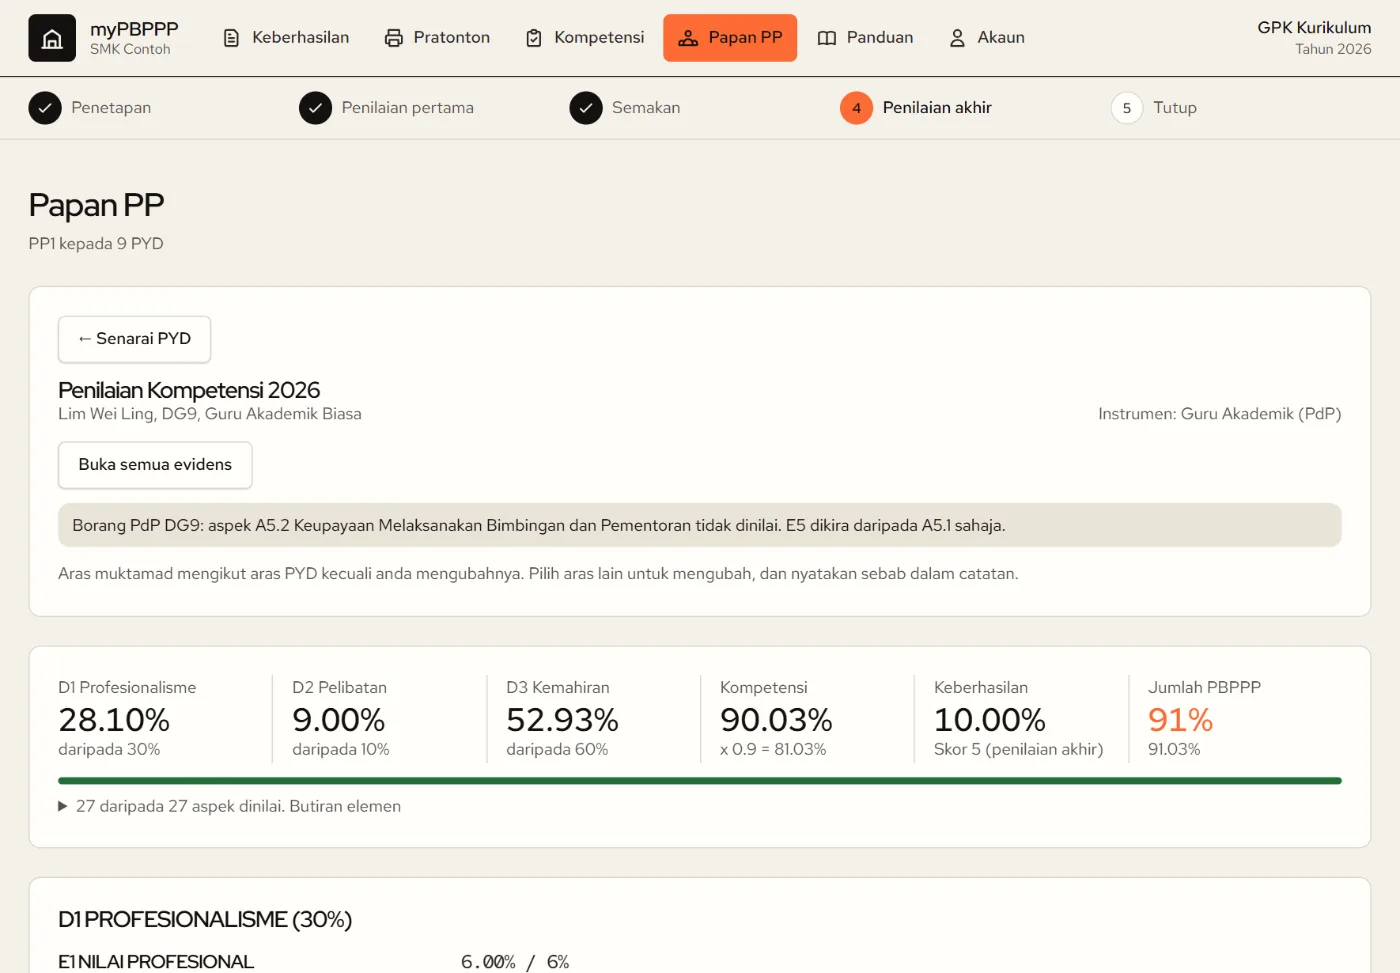 myPBPPP
SMK Contoh
Keberhasilan
Pratonton
Kompetensi
Papan PP
Panduan
Akaun
GPK Kurikulum
Tahun 2026
Penetapan
Penilaian pertama
Semakan
4 Penilaian akhir
5 Tutup
Papan PP
PP1 kepada 9 PYD
← Senarai PYD
Penilaian Kompetensi 2026
Lim Wei Ling, DG9, Guru Akademik Biasa
Instrumen: Guru Akademik (PdP)
Buka semua evidens
Borang PdP DG9: aspek A5.2 Keupayaan Melaksanakan Bimbingan dan Pementoran tidak dinilai. E5 dikira daripada A5.1 sahaja.
Aras muktamad mengikut aras PYD kecuali anda mengubahnya. Pilih aras lain untuk mengubah, dan nyatakan sebab dalam catatan.
D1 Profesionalisme
28.10%
daripada 30%
D2 Pelibatan
9.00%
daripada 10%
D3 Kemahiran
52.93%
daripada 60%
Kompetensi
90.03%
x 0.9 = 81.03%
Keberhasilan
10.00%
Skor 5 (penilaian akhir)
Jumlah PBPPP
91%
91.03%
27 daripada 27 aspek dinilai. Butiran elemen
D1 PROFESIONALISME (30%)
E1 NILAI PROFESIONAL
6.00% / 6%